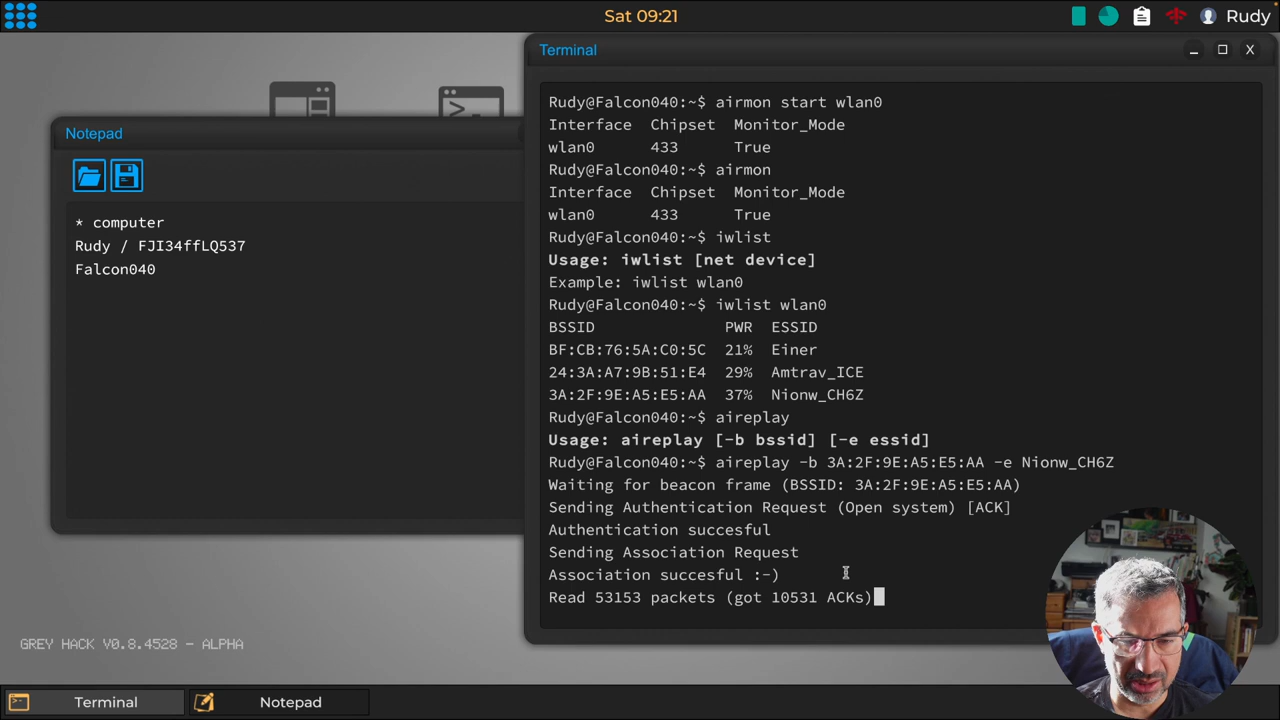 Sat 09:21
Rudy
Terminal
X
Rudy@Falcon040:~$ airmon start wlan0
Interface Chipset Monitor_Mode
wlan0 433 True
Rudy@Falcon040:~$ airmon
Interface Chipset Monitor_Mode
wlan0 433 True
Rudy@Falcon040:~$ iwlist
Usage: iwlist [net device]
Example: iwlist wlan0
Rudy@Falcon040:~$ iwlist wlan0
BSSID PWR ESSID
BF:CB:76:5A:C0:5C 21% Einer
24:3A:A7:9B:51:E4 29% Amtrav_ICE
3A:2F:9E:A5:E5:AA 37% Nionw_CH6Z
Rudy@Falcon040:~$ aireplay
Usage: aireplay [-b bssid] [-e essid]
Rudy@Falcon040:~$ aireplay -b 3A:2F:9E:A5:E5:AA -e Nionw_CH6Z
Waiting for beacon frame (BSSID: 3A:2F:9E:A5:E5:AA)
Sending Authentication Request (Open system) [ACK]
Authentication succesful
Sending Association Request
Association succesful :-)
Read 53153 packets (got 10531 ACKs)
Notepad
* computer
Rudy / FJI34ffLQ537
Falcon040
GREY HACK V0.8.4528 - ALPHA
Terminal
Notepad